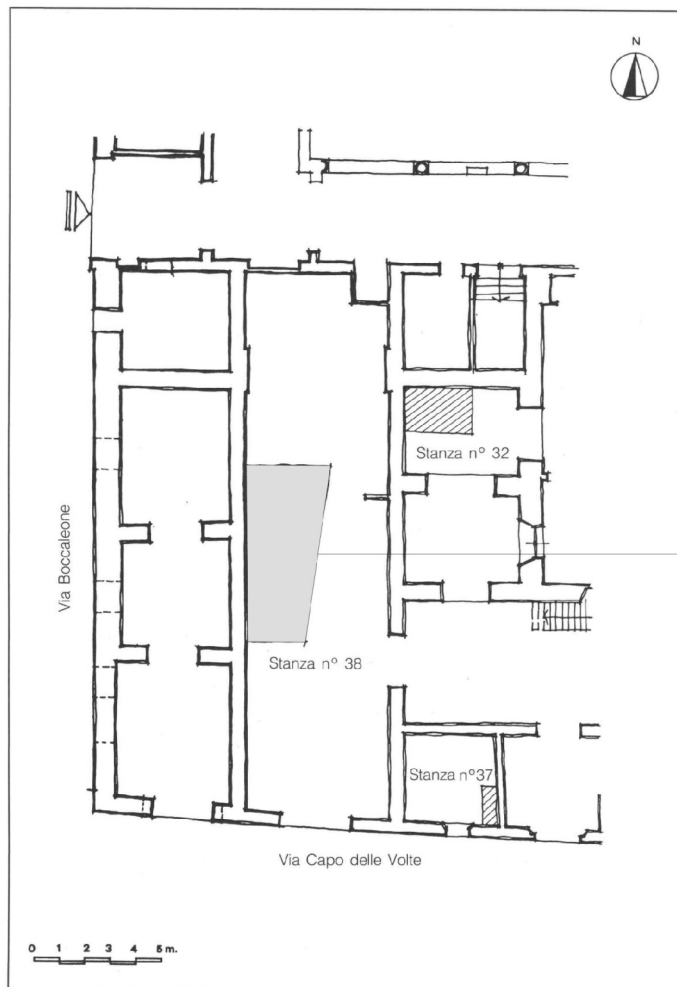 N
Via Boccaleone
Stanza n° 32
Stanza n° 38
Stanza n°37
Via Capo delle Volte
0 1 2 3 4 5 m.